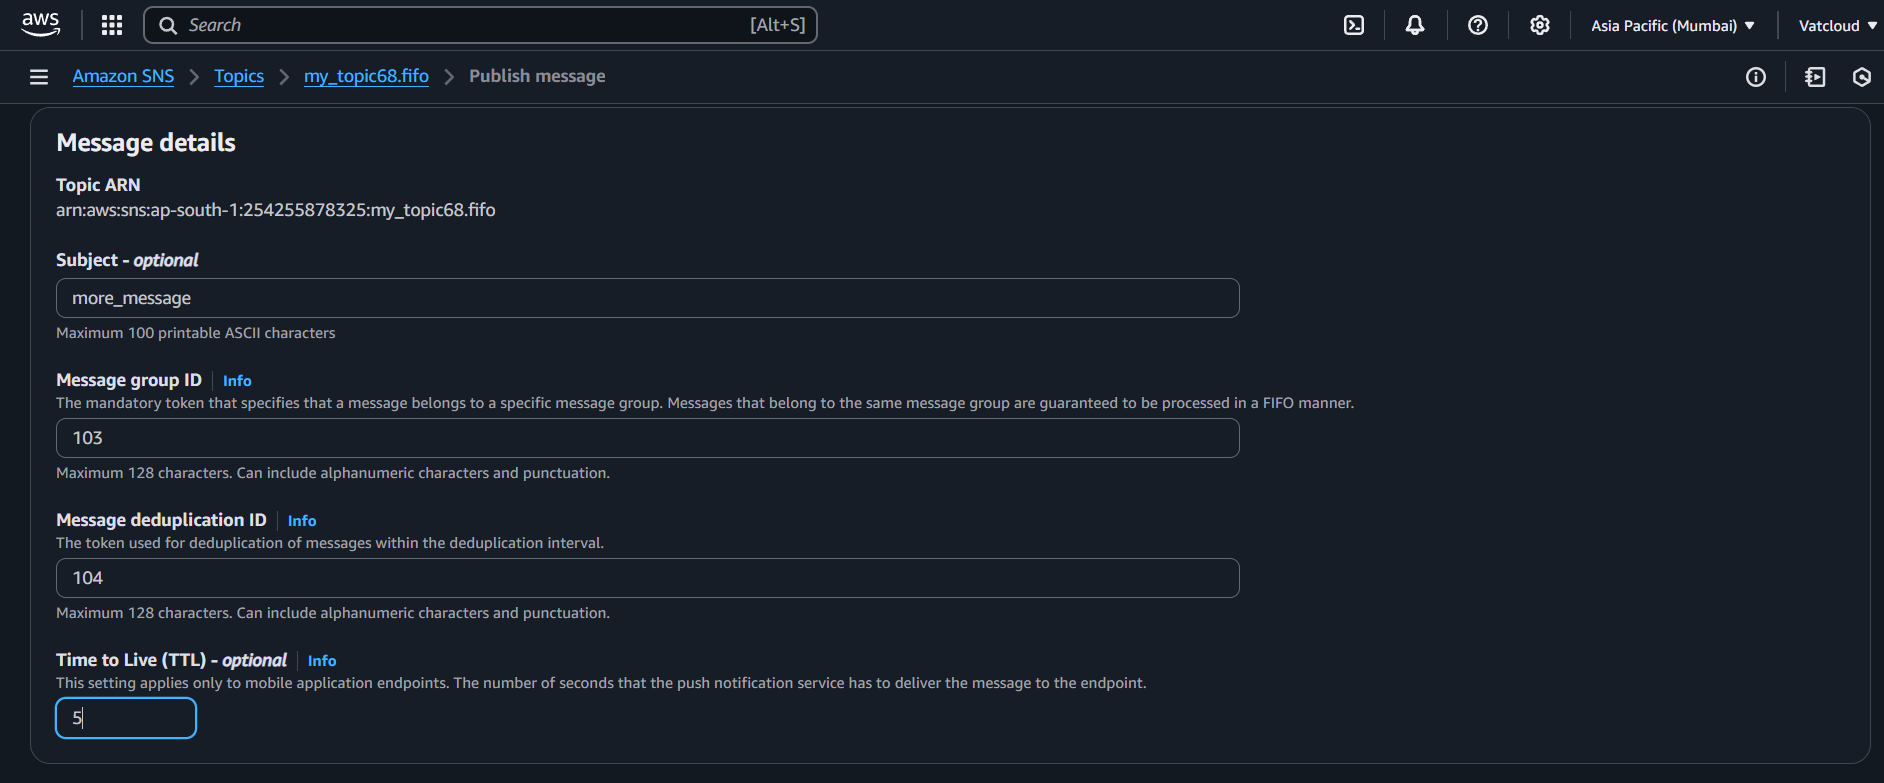 aws Search [Alt+S] Asia Pacific (Mumbai) Vatcloud
Amazon SNS Topics my_topic68.fifo Publish message
Message details
Topic ARN
arn:aws:sns:ap-south-1:254255878325:my_topic68.fifo
Subject - optional
more_message
Maximum 100 printable ASCII characters
Message group ID Info
The mandatory token that specifies that a message belongs to a specific message group. Messages that belong to the same message group are guaranteed to be processed in a FIFO manner.
103
Maximum 128 characters. Can include alphanumeric characters and punctuation.
Message deduplication ID Info
The token used for deduplication of messages within the deduplication interval.
104
Maximum 128 characters. Can include alphanumeric characters and punctuation.
Time to Live (TTL) - optional Info
This setting applies only to mobile application endpoints. The number of seconds that the push notification service has to deliver the message to the endpoint.
5